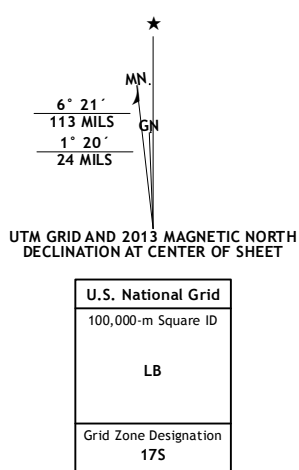 MN
6° 21´
113 MILS
GN
1° 20´
24 MILS
UTM GRID AND 2013 MAGNETIC NORTH
DECLINATION AT CENTER OF SHEET
U.S. National Grid
100,000-m Square ID
LB
Grid Zone Designation
17S